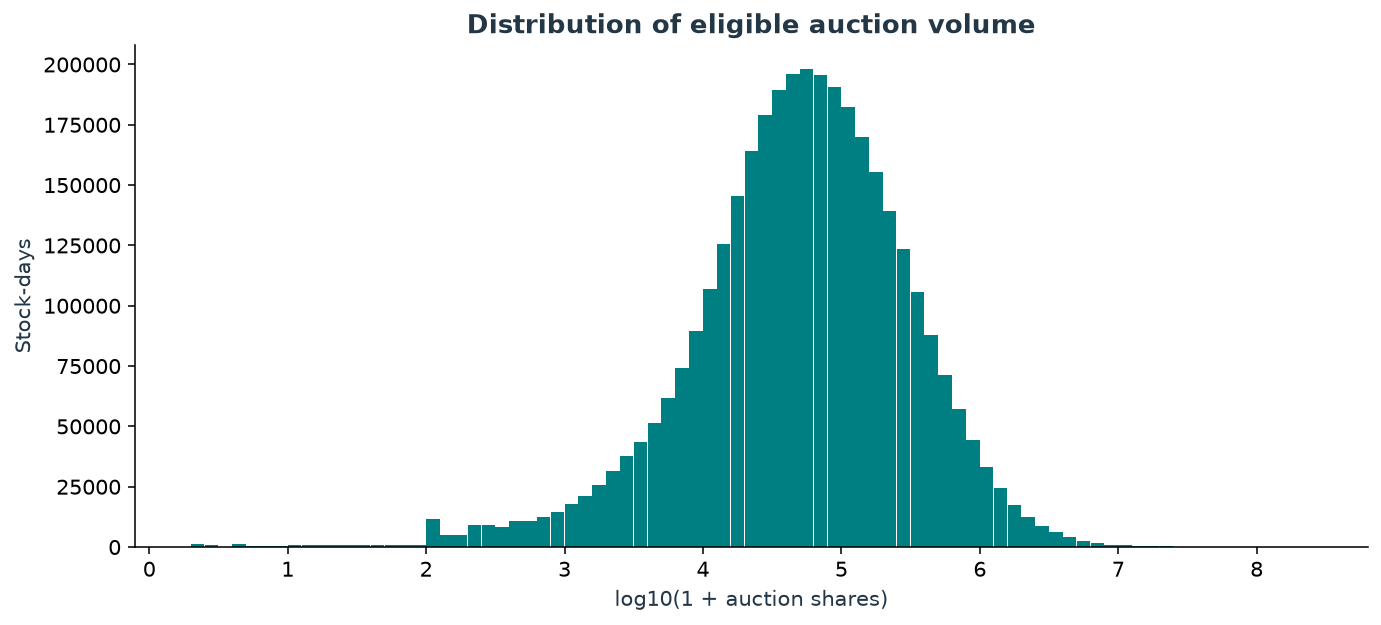 Distribution of eligible auction volume
200000
175000
150000
125000
100000
75000
50000
25000
0
Stock-days
0 1 2 3 4 5 6 7 8
log10(1 + auction shares)